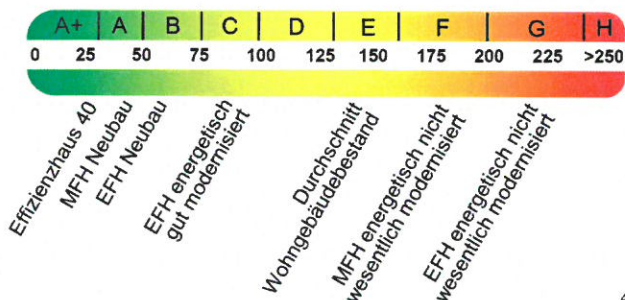 A+ A B C D E F G H
0 25 50 75 100 125 150 175 200 225 >250
Effizienzhaus 40
MFH Neubau
EFH Neubau
EFH energetisch
gut modernisiert
Durchschnitt
Wohngebäudebestand
MFH energetisch nicht
wesentlich modernisiert
EFH energetisch nicht
wesentlich modernisiert